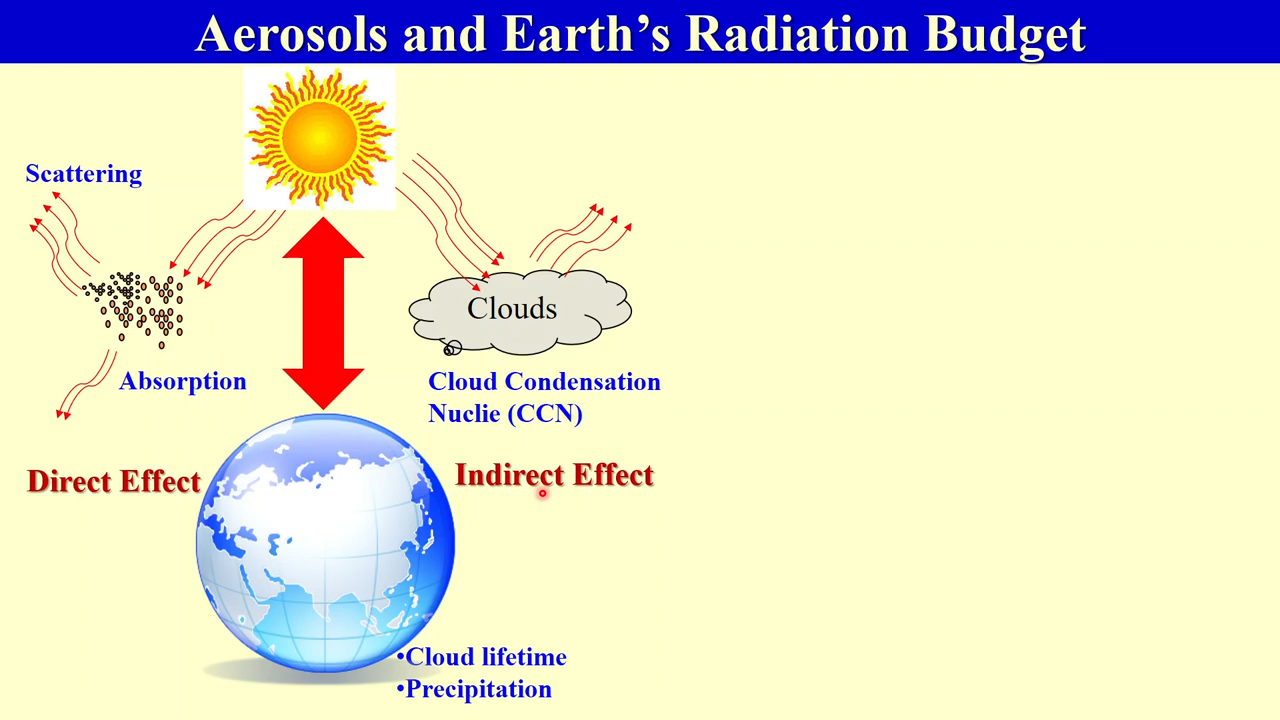 Aerosols and Earth’s Radiation Budget
Scattering
Clouds
Absorption
Cloud Condensation
Nuclie (CCN)
Direct Effect
Indirect Effect
•Cloud lifetime
•Precipitation